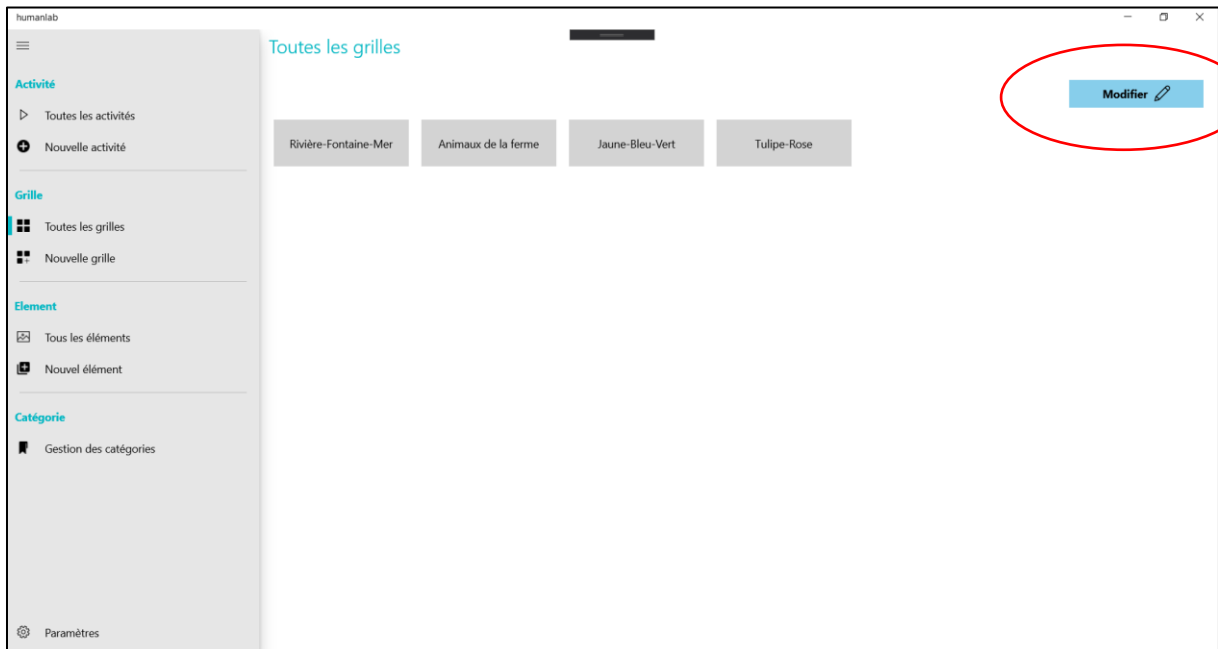 humanlab
Activité
Toutes les activités
Nouvelle activité
Grille
Toutes les grilles
Nouvelle grille
Element
Tous les éléments
Nouvel élément
Catégorie
Gestion des catégories
Paramètres
Toutes les grilles
Modifier
Rivière-Fontaine-Mer
Animaux de la ferme
Jaune-Bleu-Vert
Tulipe-Rose